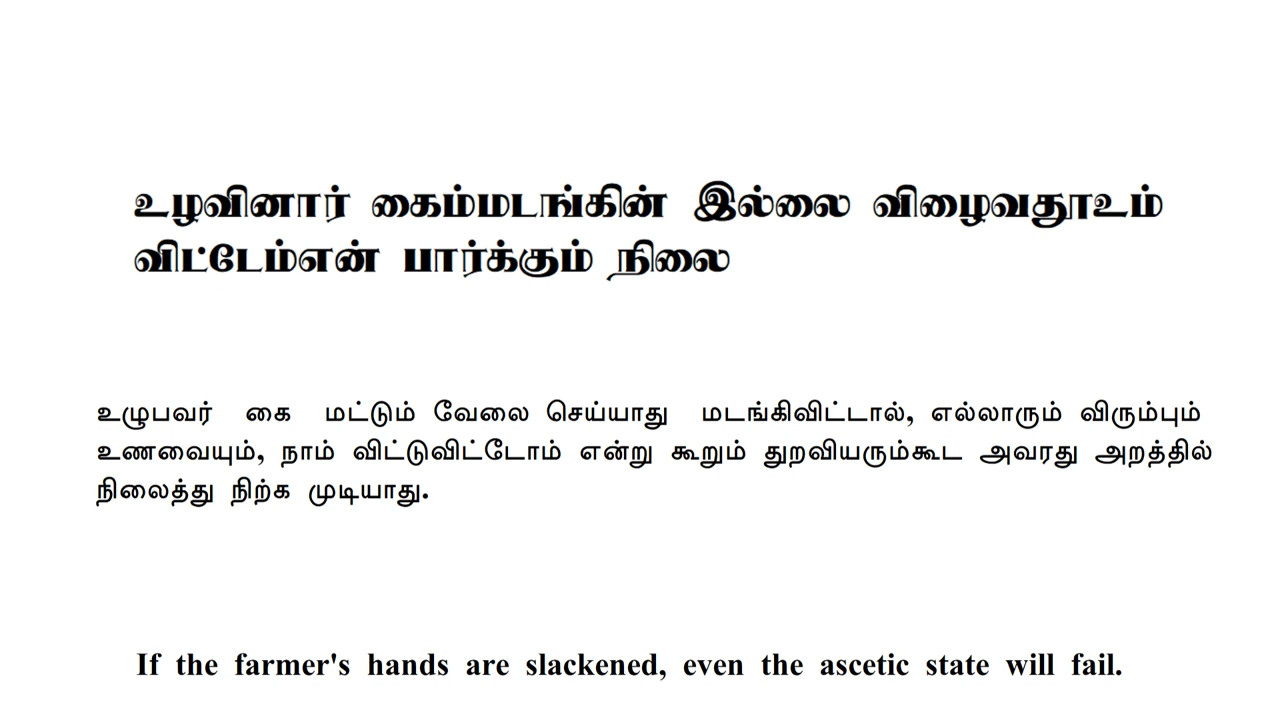 உழவினார் கைம்மடங்கின் இல்லை விழைவதூஉம்
விட்டேம்என் பார்க்கும் நிலை
உழுபவர் கை மட்டும் வேலை செய்யாது மடங்கிவிட்டால், எல்லாரும் விரும்பும்
உணவையும், நாம் விட்டுவிட்டோம் என்று கூறும் துறவியரும்கூட அவரது அறத்தில்
நிலைத்து நிற்க முடியாது.
If the farmer's hands are slackened, even the ascetic state will fail.